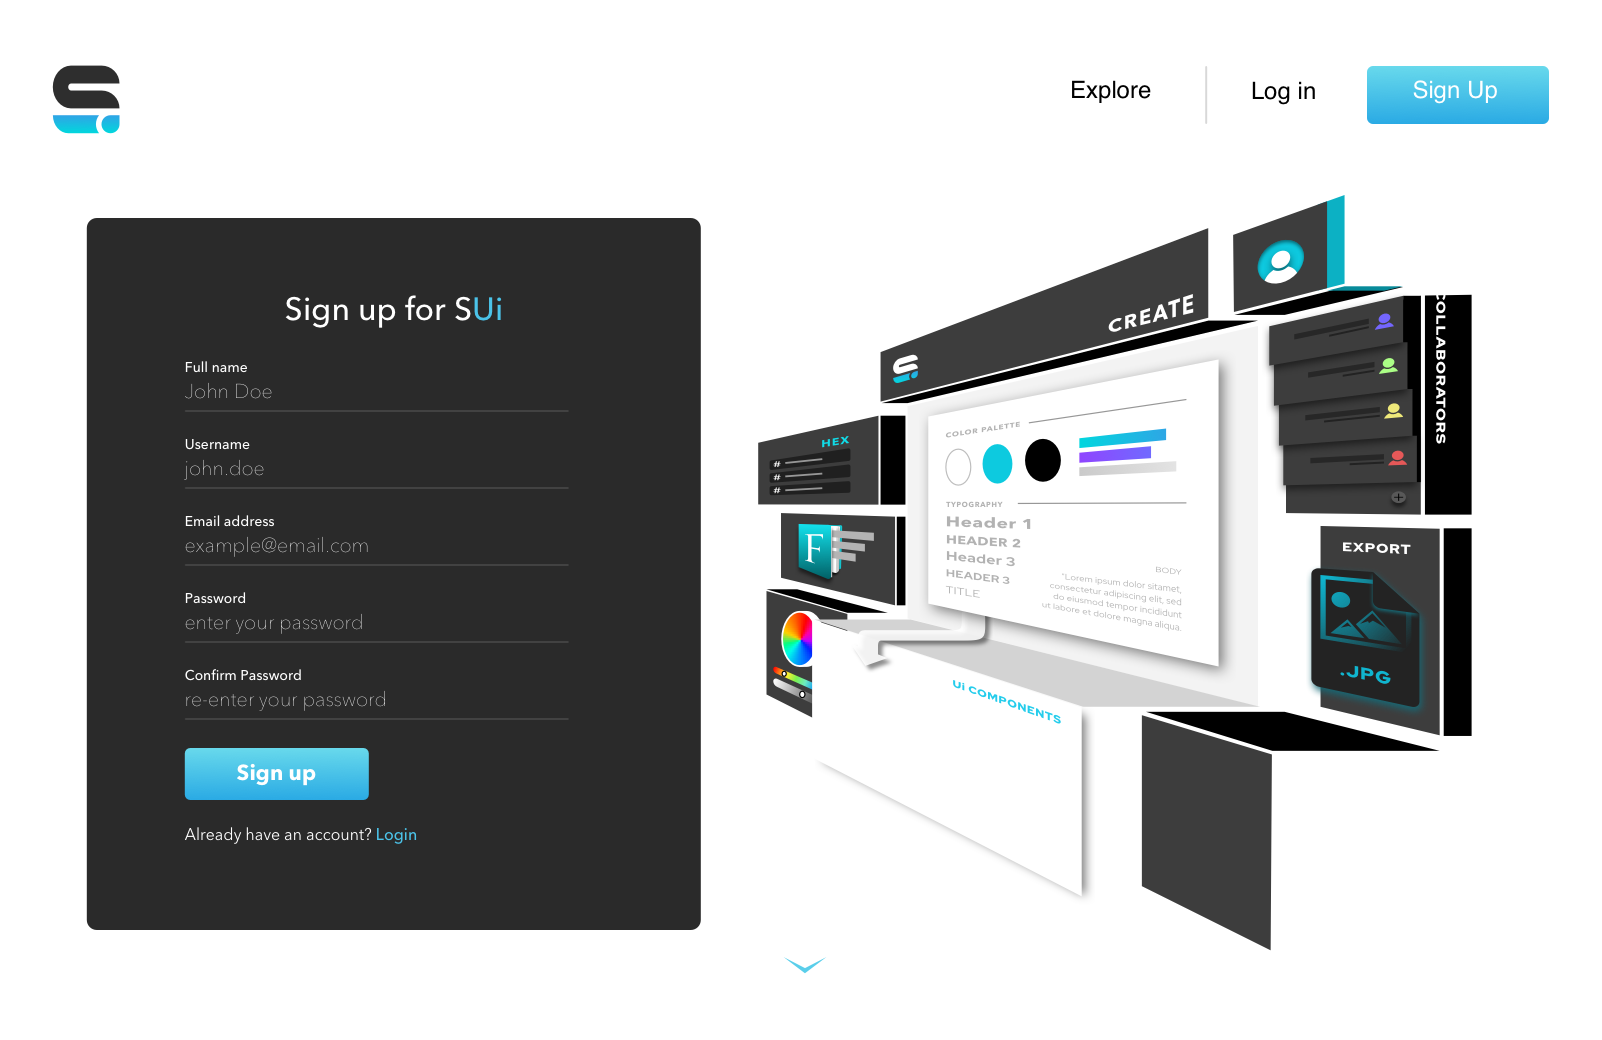 Explore
Log in
Sign Up
Sign up for SUi
Full name
John Doe
Username
john.doe
Email address
example@email.com
Password
enter your password
Confirm Password
re-enter your password
Sign up
Already have an account? Login
CREATE
COLLABORATORS
HEX
#
#
#
F
COLOR PALETTE
TYPOGRAPHY
Header 1
HEADER 2
Header 3
HEADER 3
TITLE
BODY
"Lorem ipsum dolor sitamet,
consectetur adipiscing elit, sed
do eiusmod tempor incididunt
ut labore et dolore magna aliqua.
EXPORT
.JPG
Ui COMPONENTS